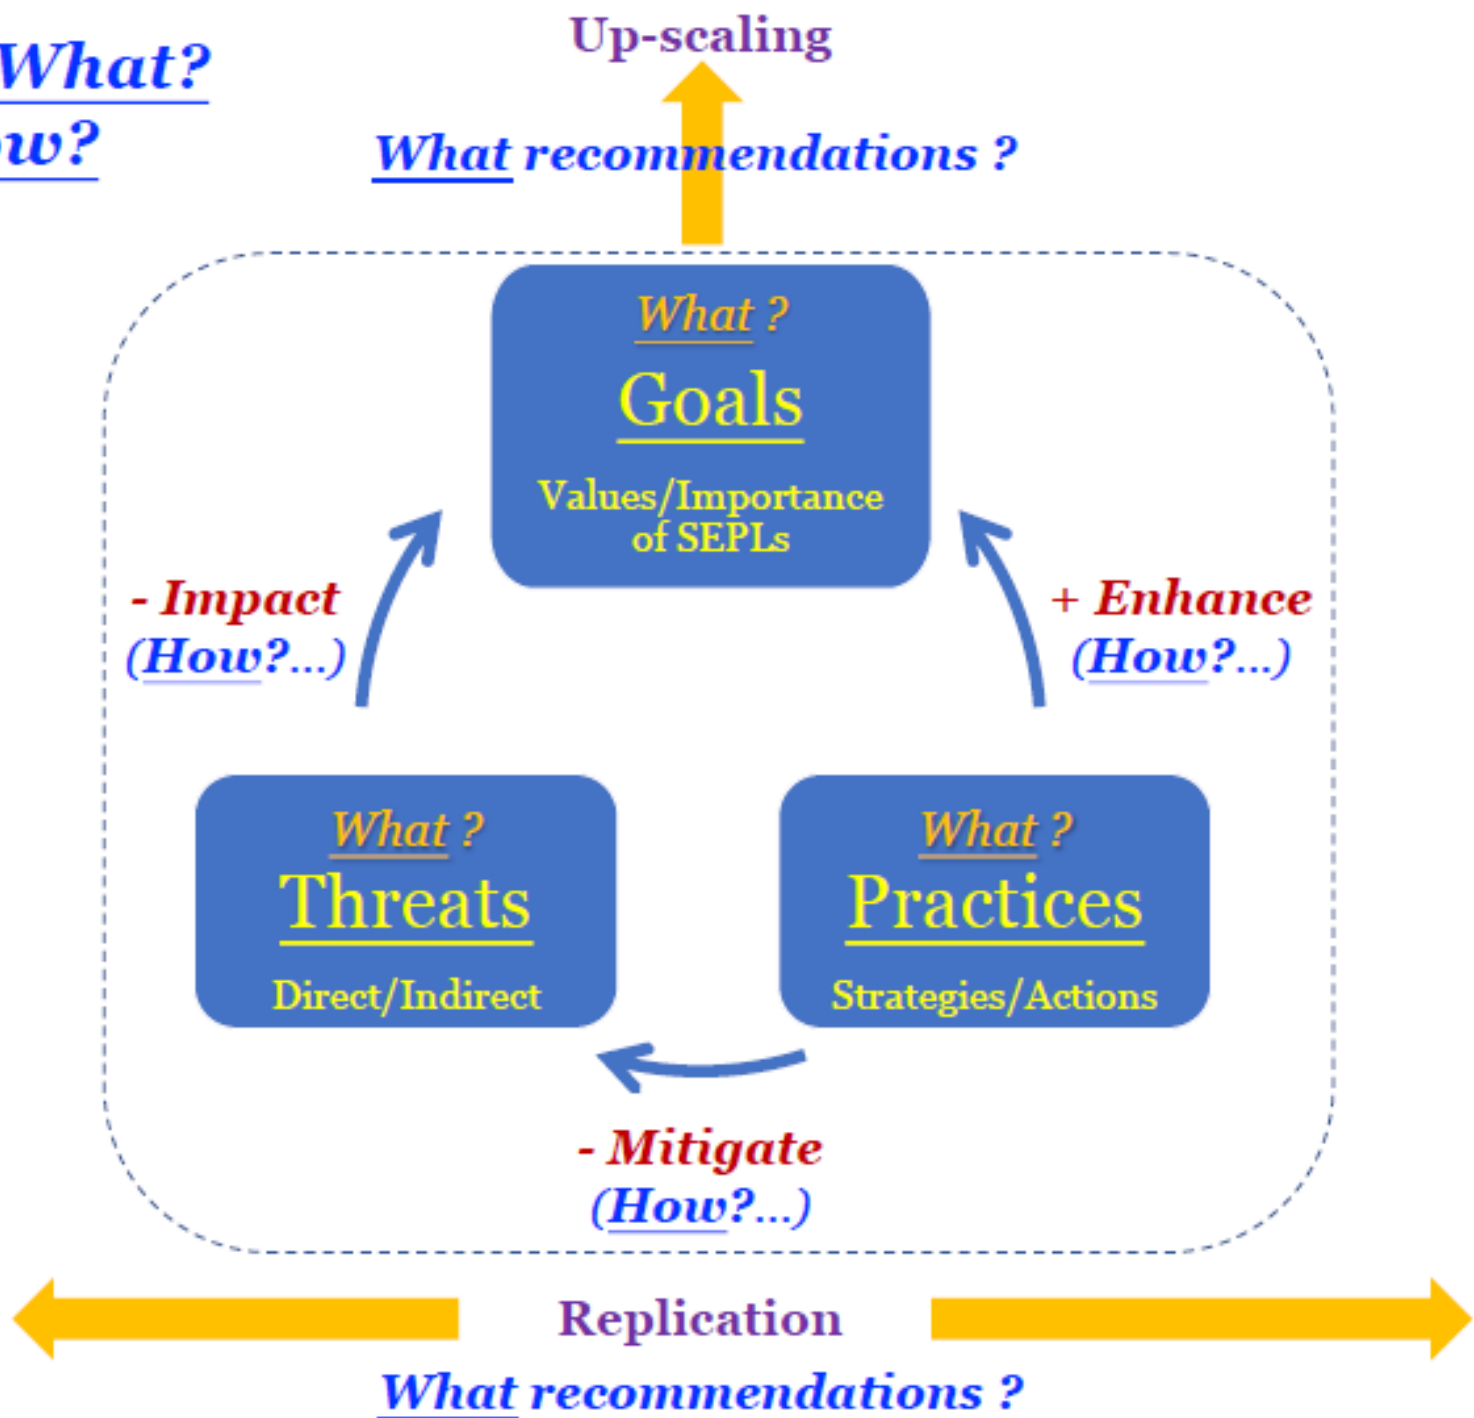 What?
Up-scaling
What recommendations ?
What ?
Goals
Values/Importance
of SEPLs
- Impact
(How?...)
+ Enhance
(How?...)
What ?
Threats
Direct/Indirect
What ?
Practices
Strategies/Actions
- Mitigate
(How?...)
Replication
What recommendations ?